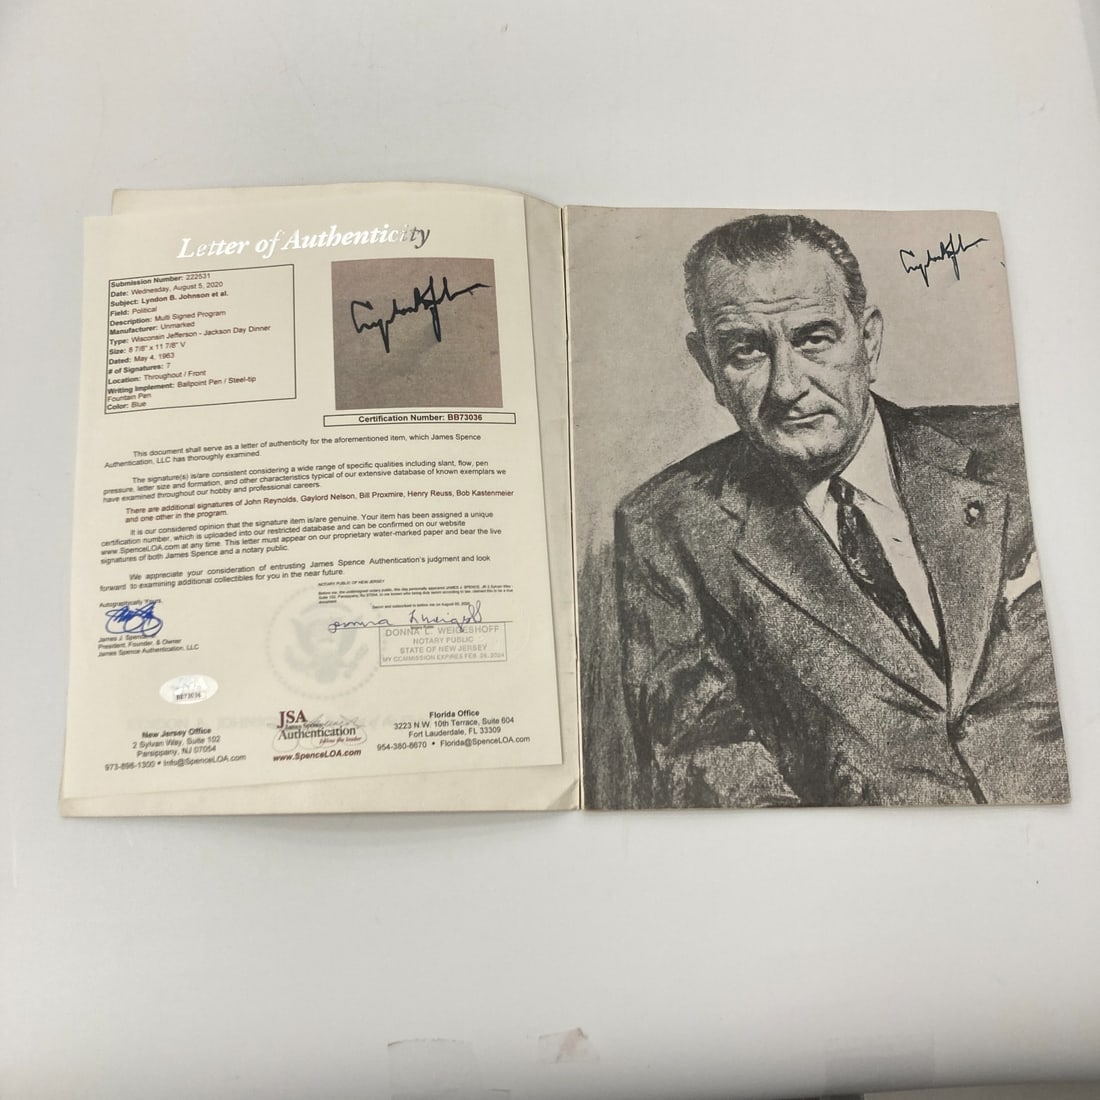 Letter of Authenticity
Submission Number: 222531
Date: Wednesday, August 5, 2020
Subject: Lyndon B. Johnson et al.
Field: Political
Description: Multi Signed Program
Manufacturer: Unmarked
Type: Wisconsin Jefferson - Jackson Day Dinner
Size: 8 7/8" x 11 7/8" V
Dated: May 4, 1963
# of Signatures: 7
Location: Throughout / Front
Writing Implement: Ballpoint Pen / Steel-tip
Fountain Pen
Color: Blue
Certification Number: BB73036
This document shall serve as a letter of authenticity for the aforementioned item, which James Spence
Authentication, LLC has thoroughly examined.
The signature(s) is/are consistent considering a wide range of specific qualities including slant, flow, pen
pressure, letter size and formation, and other characteristics typical of our extensive database of known exemplars we
have examined throughout our hobby and professional careers.
There are additional signatures of John Reynolds, Gaylord Nelson, Bill Proxmire, Henry Reuss, Bob Kastenmeier
and one other in the program.
It is our considered opinion that the signature item is/are genuine. Your item has been assigned a unique
certification number, which is uploaded into our restricted database and can be confirmed on our website
www.SpenceLOA.com at any time. This letter must appear on our proprietary water-marked paper and bear the live
signatures of both James Spence and a notary public.
We appreciate your consideration of entrusting James Spence Authentication's judgment and look
forward to examining additional collectibles for you in the near future.
NOTARY PUBLIC OF NEW JERSEY
Autographically Yours,
James J. Spence
President, Founder, & Owner
James Spence Authentication, LLC
DONNA L. WEIGESHOFF
NOTARY PUBLIC
STATE OF NEW JERSEY
MY COMMISSION EXPIRES FEB. 26, 2024
BB73036
New Jersey Office
2 Sylvan Way, Suite 102
Parsippany, NJ 07054
973-898-1300 • Info@SpenceLOA.com
JSA
Authentication
www.SpenceLOA.com
Florida Office
3223 N.W. 10th Terrace, Suite 604
Fort Lauderdale, FL 33309
954-380-8670 • Florida@SpenceLOA.com